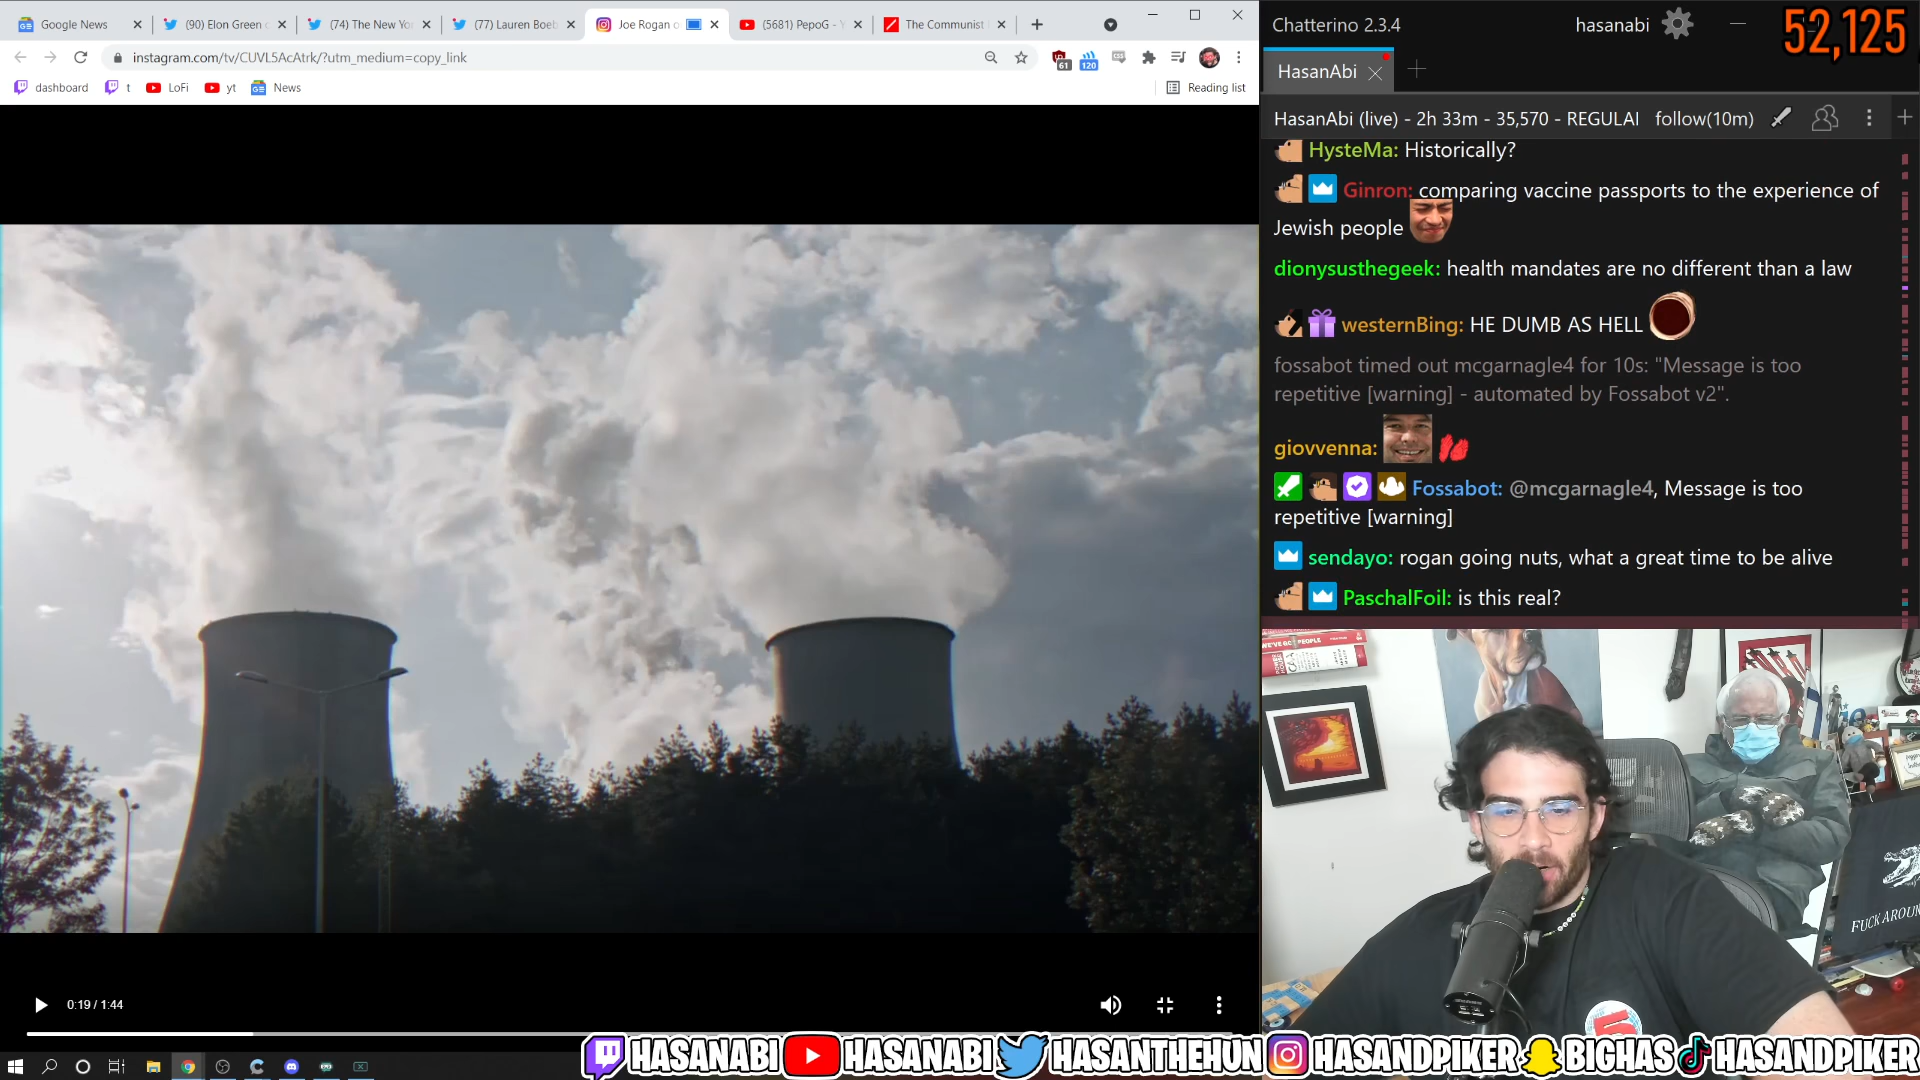 Google News
(90) Elon Green
(74) The New Yo
(77) Lauren Boeb
Joe Rogan c
(5681) PepoG - Y
The Communist
instagram.com/tv/CUVL5AcAtrk/?utm_medium=copy_link
61
120
dashboard
t
LoFi
yt
News
Reading list
0:19 / 1:44
Chatterino 2.3.4
hasanabi
52,125
HasanAbi
HasanAbi (live) - 2h 33m - 35,570 - REGULAI
follow(10m)
HysteMa: Historically?
Ginron: comparing vaccine passports to the experience of
Jewish people
dionysusthegeek: health mandates are no different than a law
westernBing: HE DUMB AS HELL
fossabot timed out mcgarnagle4 for 10s: "Message is too
repetitive [warning] - automated by Fossabot v2".
giovvenna:
Fossabot: @mcgarnagle4, Message is too
repetitive [warning]
sendayo: rogan going nuts, what a great time to be alive
PaschalFoil: is this real?
FUCK AROUN
HASANABI
HASANABI
HASANTHEHUN
HASANDPIKER
BIGHAS
HASANDPIKER